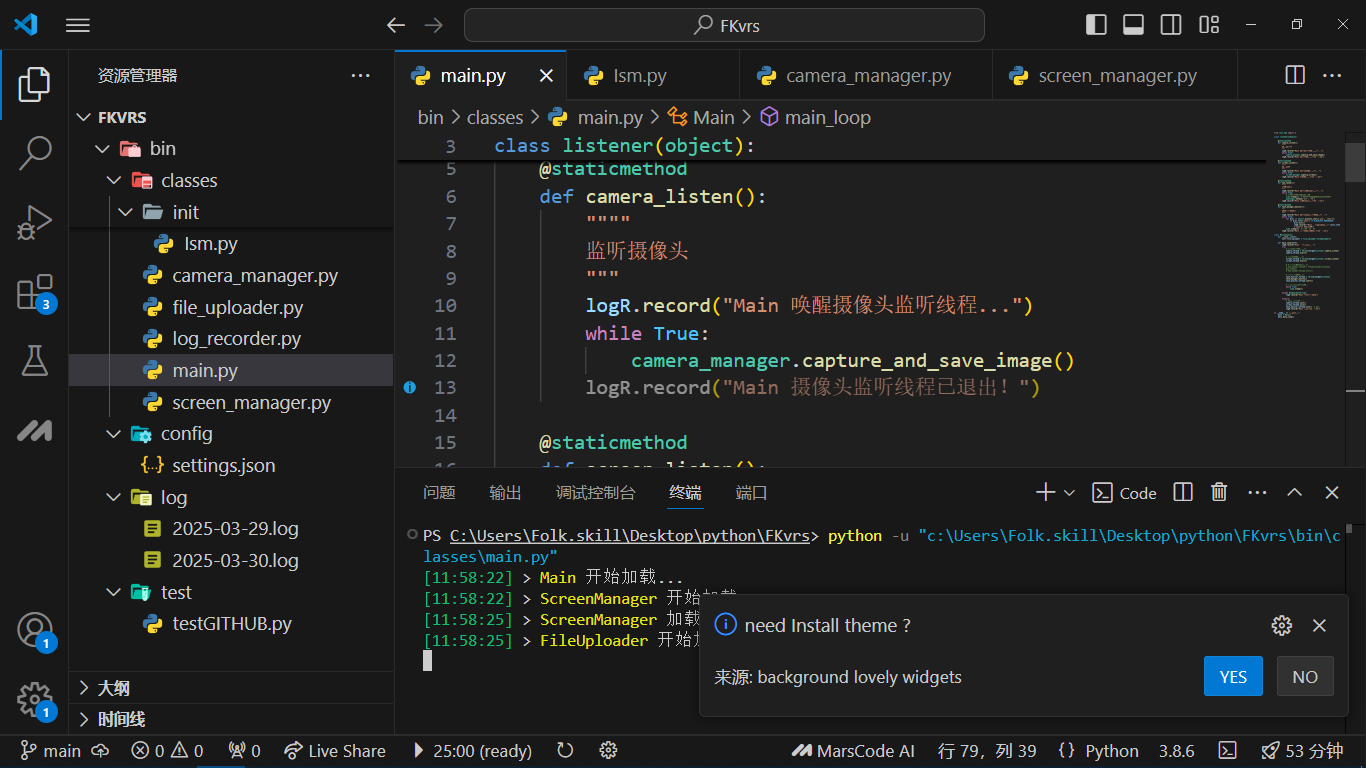 FKvrs
资源管理器
FKVRS
bin
classes
init
lsm.py
camera_manager.py
file_uploader.py
log_recorder.py
main.py
screen_manager.py
config
settings.json
log
2025-03-29.log
2025-03-30.log
test
testGITHUB.py
大纲
时间线
3
1
1
main.py
lsm.py
camera_manager.py
screen_manager.py
bin > classes > main.py > Main > main_loop
3 class listener(object):
5 @staticmethod
6 def camera_listen():
7 """"
8 监听摄像头
9 """
10 logR.record("Main 唤醒摄像头监听线程...")
11 while True:
12 camera_manager.capture_and_save_image()
13 logR.record("Main 摄像头监听线程已退出！")
14
15 @staticmethod
16 def screen_listen():
问题 输出 调试控制台 终端 端口
Code
PS C:\Users\Folk.skill\Desktop\python\FKvrs> python -u "c:\Users\Folk.skill\Desktop\python\FKvrs\bin\c
lasses\main.py"
[11:58:22] > Main 开始加载...
[11:58:22] > ScreenManager 开始加载
[11:58:25] > ScreenManager 加载
[11:58:25] > FileUploader 开始
need Install theme ?
来源: background lovely widgets
YES
NO
main 0 0 0 Live Share 25:00 (ready) MarsCode AI 行 79，列 39 {} Python 3.8.6 53 分钟